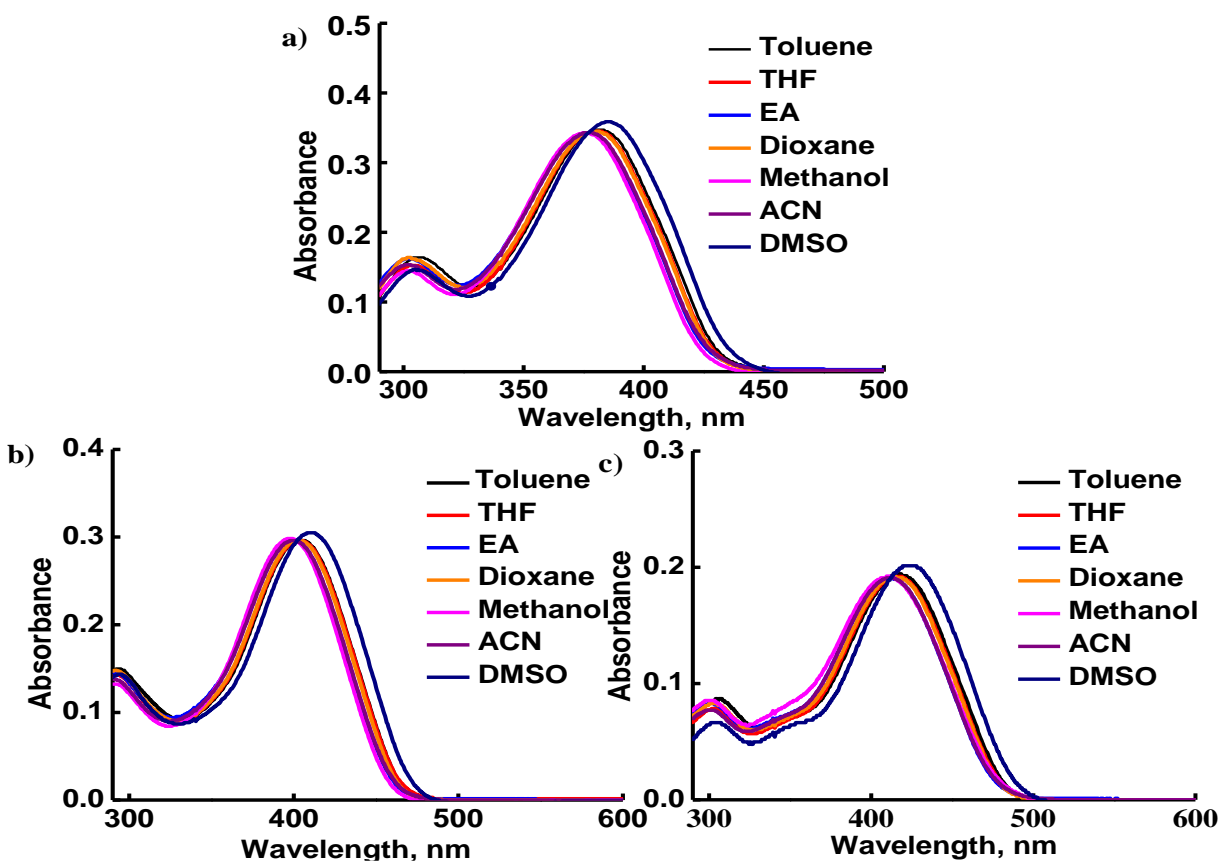 a)
Absorbance
0.5
0.4
0.3
0.2
0.1
0.0
300
350
400
450
500
Wavelength, nm
Toluene
THF
EA
Dioxane
Methanol
ACN
DMSO
b)
Absorbance
0.4
0.3
0.2
0.1
0.0
300
400
500
600
Wavelength, nm
Toluene
THF
EA
Dioxane
Methanol
ACN
DMSO
c)
Absorbance
0.3
0.2
0.1
0.0
300
400
500
600
Wavelength, nm
Toluene
THF
EA
Dioxane
Methanol
ACN
DMSO